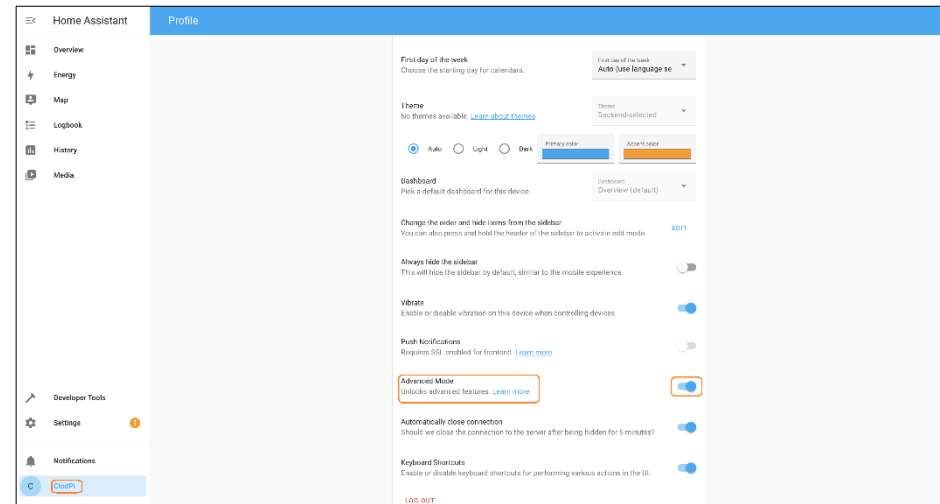 Home Assistant
Profile
Overview
Energy
Map
Logbook
History
Media
Developer Tools
Settings
1
Notifications
C
ClodPi
First day of the week
Choose the starting day for calendars.
First day of the week
Auto (use language se
Theme
No themes available. Learn about themes
Theme
Backend-selected
Auto
Light
Dark
Primary color
Accent color
Dashboard
Pick a default dashboard for this device
Dashboard
Overview (default)
Change the order and hide items from the sidebar
You can also press and hold the header of the sidebar to activate edit mode.
EDIT
Always hide the sidebar
This will hide the sidebar by default, similar to the mobile experience.
Vibrate
Enable or disable vibration on this device when controlling devices.
Push Notifications
Requires SSL enabled for frontend. Learn more
Advanced Mode
Unlocks advanced features. Learn more
Automatically close connection
Should we close the connection to the server after being hidden for 5 minutes?
Keyboard Shortcuts
Enable or disable keyboard shortcuts for performing various actions in the UI.
LOG OUT